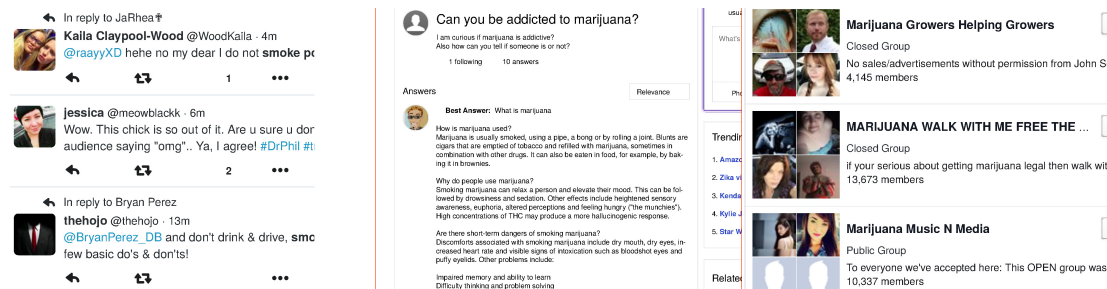 In reply to JaRhea✟
Kaila Claypool-Wood @WoodKalla · 4m
@raayyXD hehe no my dear I do not smoke
1
jessica @meowblackk · 6m
Wow. This chick is so out of it. Are u sure u
audience saying "omg".. Ya, I agree! #DrPhil
2
In reply to Bryan Perez
thehojo @thehojo · 13m
@BryanPerez_DB and don't drink & drive,
few basic do's & don'ts!
Can you be addicted to marijuana?
I am curious if marijuana is addictive?
Also how can you tell if someone is or not?
1 following 10 answers
Answers
Relevance
Best Answer: What is marijuana
How is marijuana used?
Marijuana is usually smoked, using a pipe, a bong or by rolling a joint. Blunts are
cigars that are emptied of tobacco and refilled with marijuana, sometimes in
combination with other drugs. It can also be eaten in food, for example, by bak-
ing it in brownies.
Why do people use marijuana?
Smoking marijuana can relax a person and elevate their mood. This can be fol-
lowed by drowsiness and sedation. Other effects include heightened sensory
awareness, euphoria, altered perceptions and feeling hungry ("the munchies").
High concentrations of THC may produce a more hallucinogenic response.
Are there short-term dangers of smoking marijuana?
Discomforts associated with smoking marijuana include dry mouth, dry eyes, in-
creased heart rate and visible signs of intoxication such as bloodshot eyes and
puffy eyelids. Other problems include:
Impaired memory and ability to learn
Difficulty thinking and problem solving
usu
What's
Pho
Trendin
1. Amazo
2. Zika vi
3. Kenda
4. Kylie J
5. Star W
Relate
Marijuana Growers Helping Growers
Closed Group
No sales/advertisements without permission from John S
4,145 members
MARIJUANA WALK WITH ME FREE THE ...
Closed Group
if your serious about getting marijuana legal then walk wit
13,673 members
Marijuana Music N Media
Public Group
To everyone we've accepted here: This OPEN group was
10,337 members